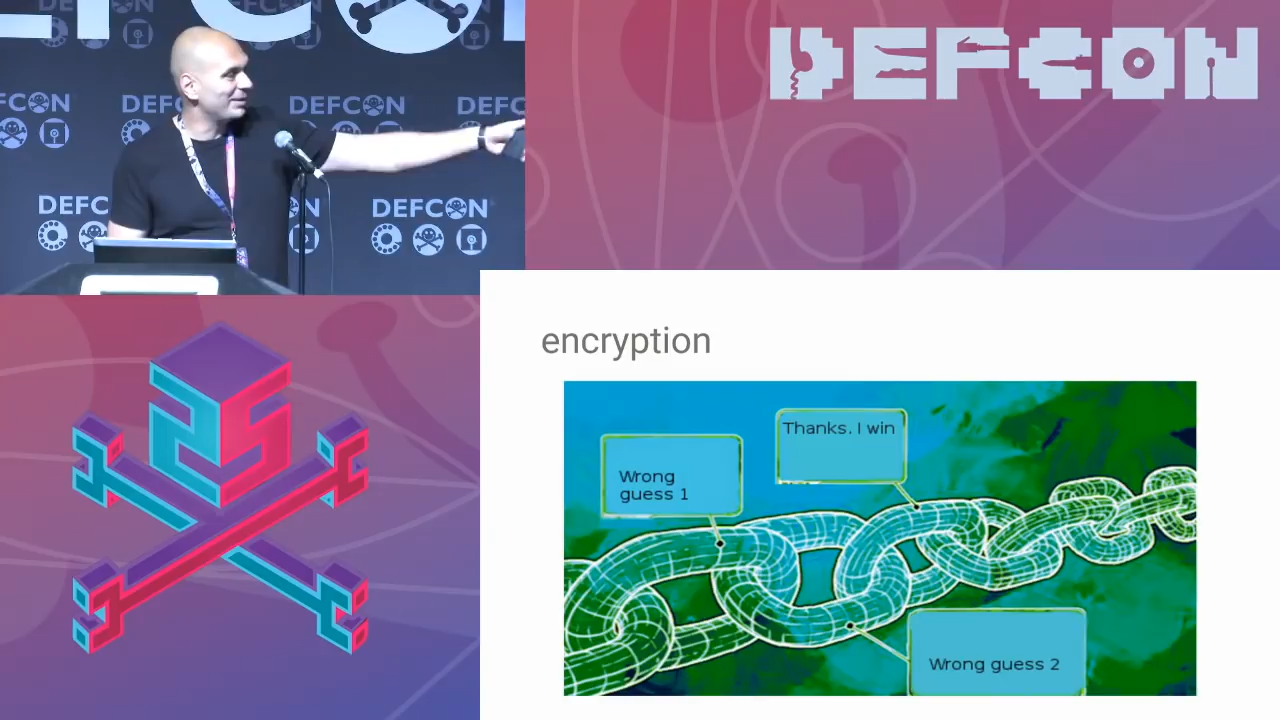 DEFCON
DEFCON
DEFCON
DEFCON
DEFCON
DEFCON
encryption
Thanks. I win
Wrong
guess 1
Wrong guess 2